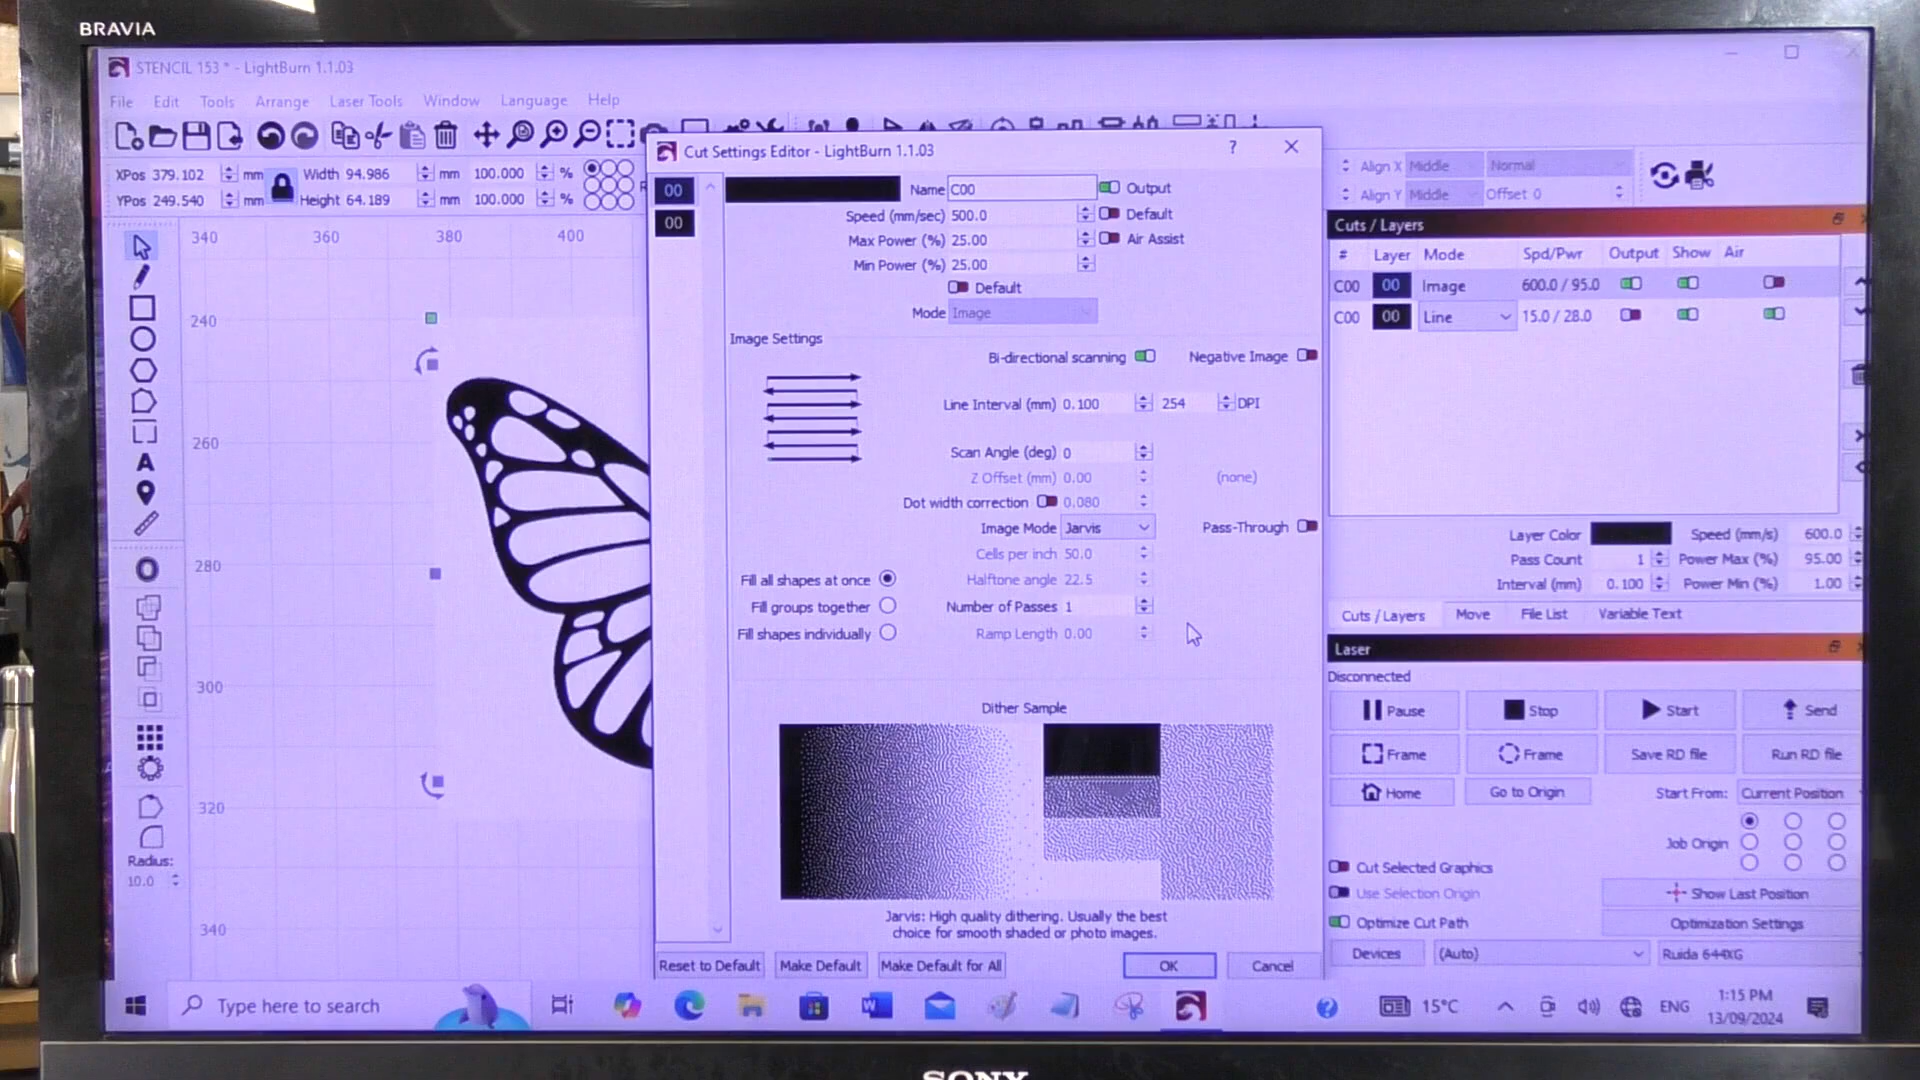 BRAVIA
STENCIL 153 * - LightBurn 1.1.03
File Edit Tools Arrange Laser Tools Window Language Help
XPos 379.102 mm Width 94.986 mm 100.000 %
YPos 249.540 mm Height 64.189 mm 100.000 %
Align X Middle Normal
Align Y Middle Offset 0
340 360 380 400
240
260
280
300
320
340
Radius:
10.0
Cut Settings Editor - LightBurn 1.1.03 ?
00
00
Name C00 Output
Speed (mm/sec) 500.0 Default
Max Power (%) 25.00 Air Assist
Min Power (%) 25.00
Default
Mode Image
Image Settings
Bi-directional scanning Negative Image
Line Interval (mm) 0.100 254 DPI
Scan Angle (deg) 0
Z Offset (mm) 0.00 (none)
Dot width correction 0.080
Image Mode Jarvis Pass-Through
Cells per inch 50.0
Fill all shapes at once Halftone angle 22.5
Fill groups together Number of Passes 1
Fill shapes individually Ramp Length 0.00
Dither Sample
Jarvis: High quality dithering. Usually the best
choice for smooth shaded or photo images.
Reset to Default Make Default Make Default for All OK Cancel
Cuts / Layers
# Layer Mode Spd/Pwr Output Show Air
C00 00 Image 600.0 / 95.0
C00 00 Line 15.0 / 28.0
Layer Color Speed (mm/s) 600.0
Pass Count 1 Power Max (%) 95.00
Interval (mm) 0.100 Power Min (%) 1.00
Cuts / Layers Move File List Variable Text
Laser
Disconnected
Pause Stop Start Send
Frame Frame Save RD file Run RD file
Home Go to Origin Start From: Current Position
Job Origin
Cut Selected Graphics
Use Selection Origin Show Last Position
Optimize Cut Path Optimization Settings
Devices (Auto) Ruida 644XG
Type here to search 15°C ENG 1:15 PM
13/09/2024
SONY